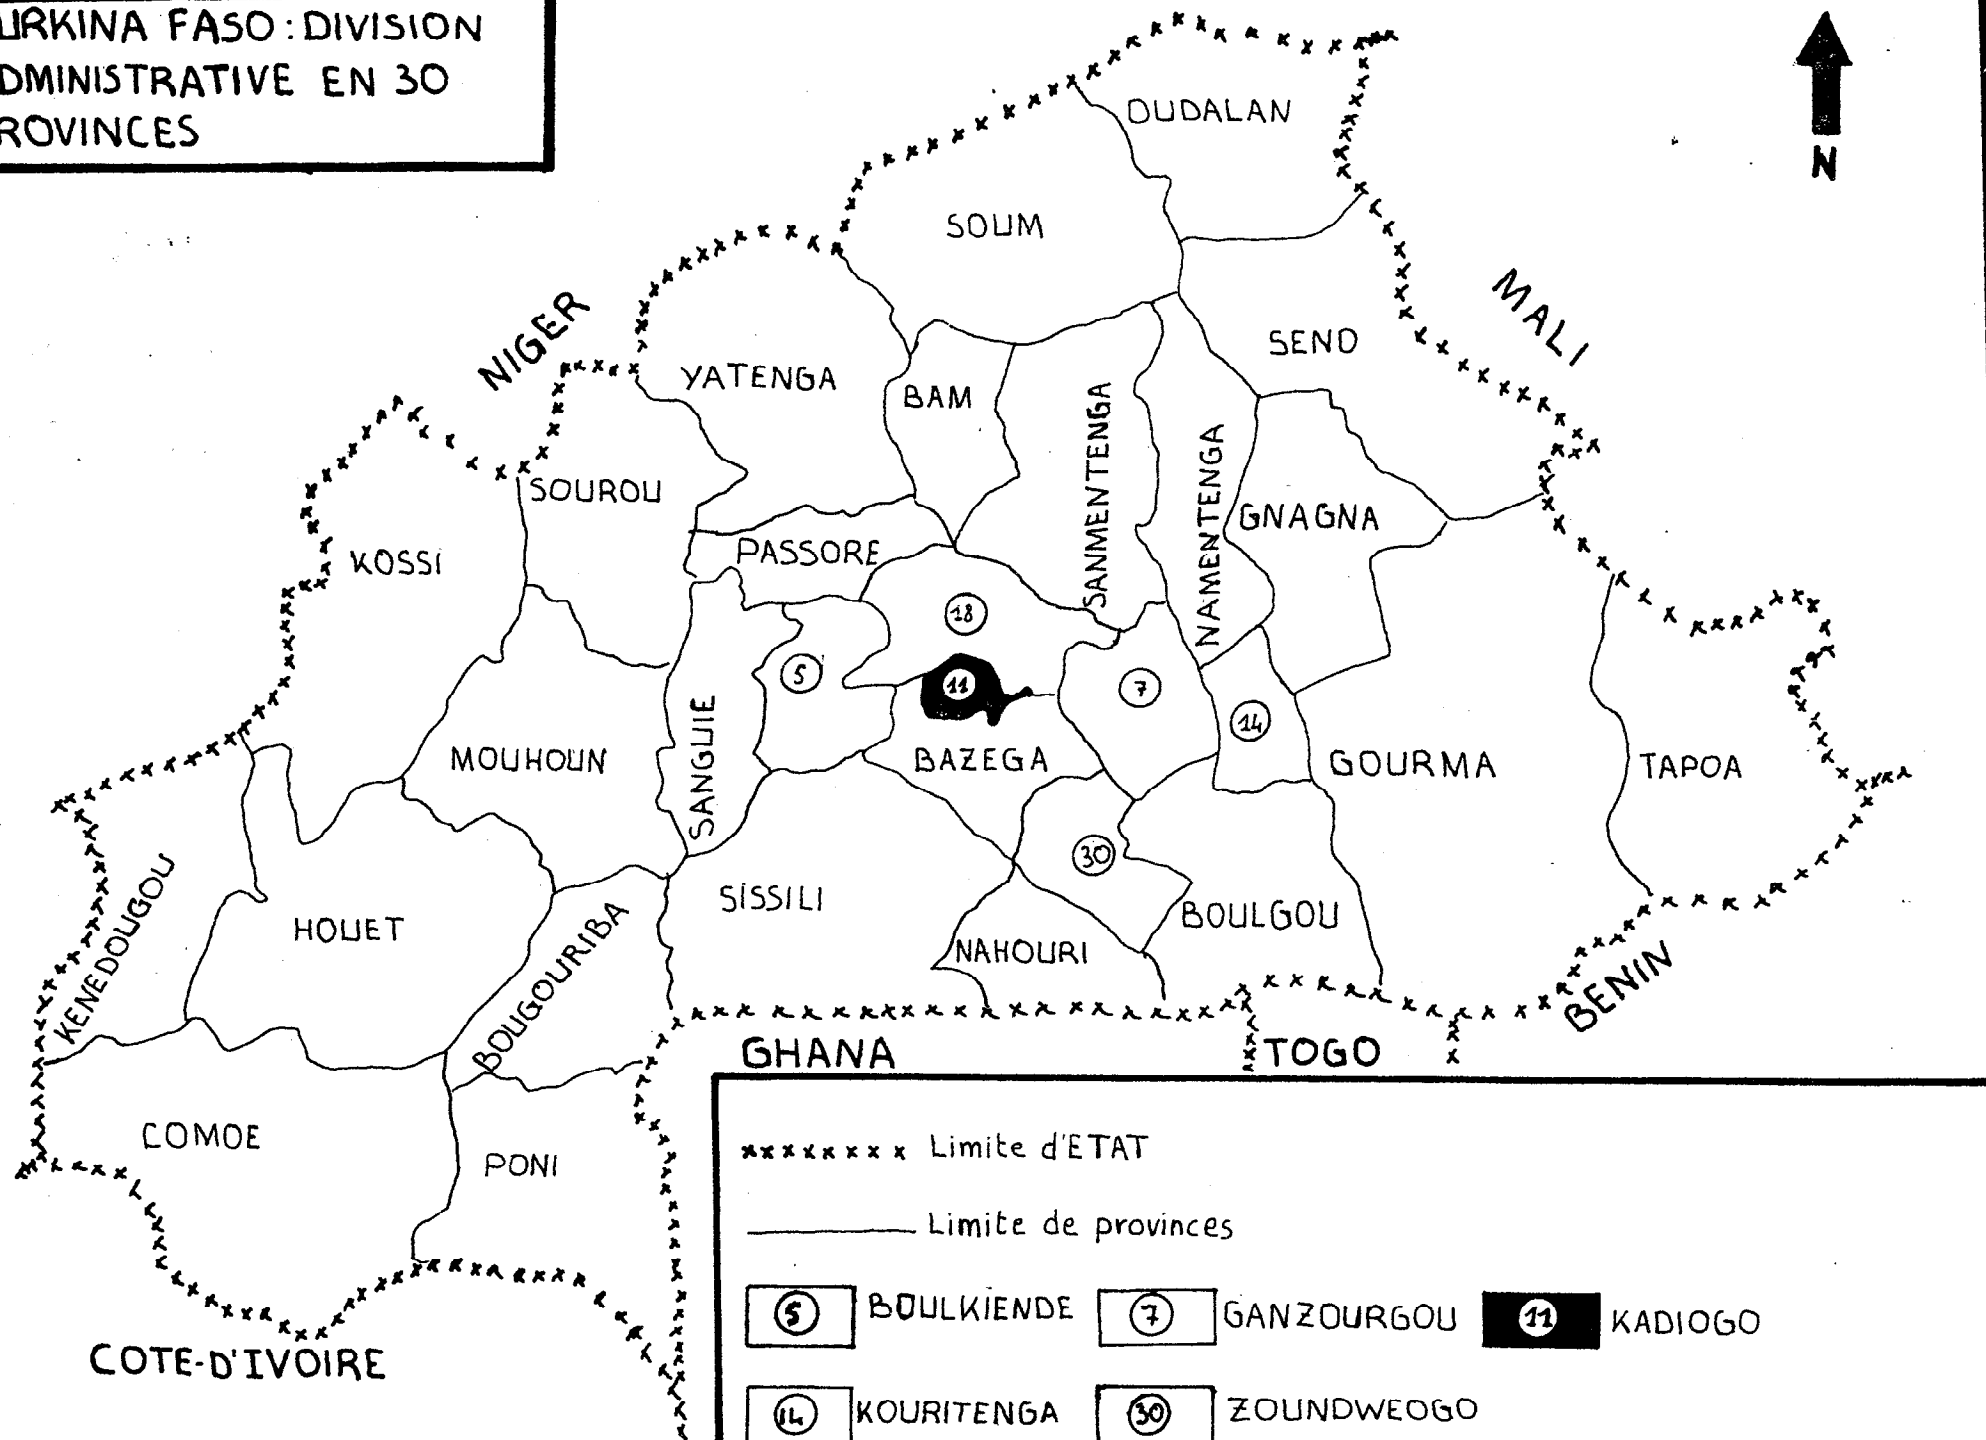 URKINA FASO : DIVISION
DMINISTRATIVE EN 30
ROVINCES
N
OUDALAN
SOUM
MALI
NIGER
SENO
YATENGA
BAM
SANMENTENGA
NAMENTENGA
SOUROU
GNAGNA
KOSSI
PASSORE
18
5
11
7
14
MOUHOUN
SANGUIE
BAZEGA
GOURMA
TAPOA
KENEDOUGOU
30
HOUET
BOUGOURIBA
SISSILI
NAHOURI
BOULGOU
BENIN
GHANA
TOGO
COMOE
PONI
COTE-D'IVOIRE
xxxxxxxx Limite d'ETAT
Limite de provinces
5 BOULKIENDE 7 GANZOURGOU 11 KADIOGO
14 KOURITENGA 30 ZOUNDWEOGO